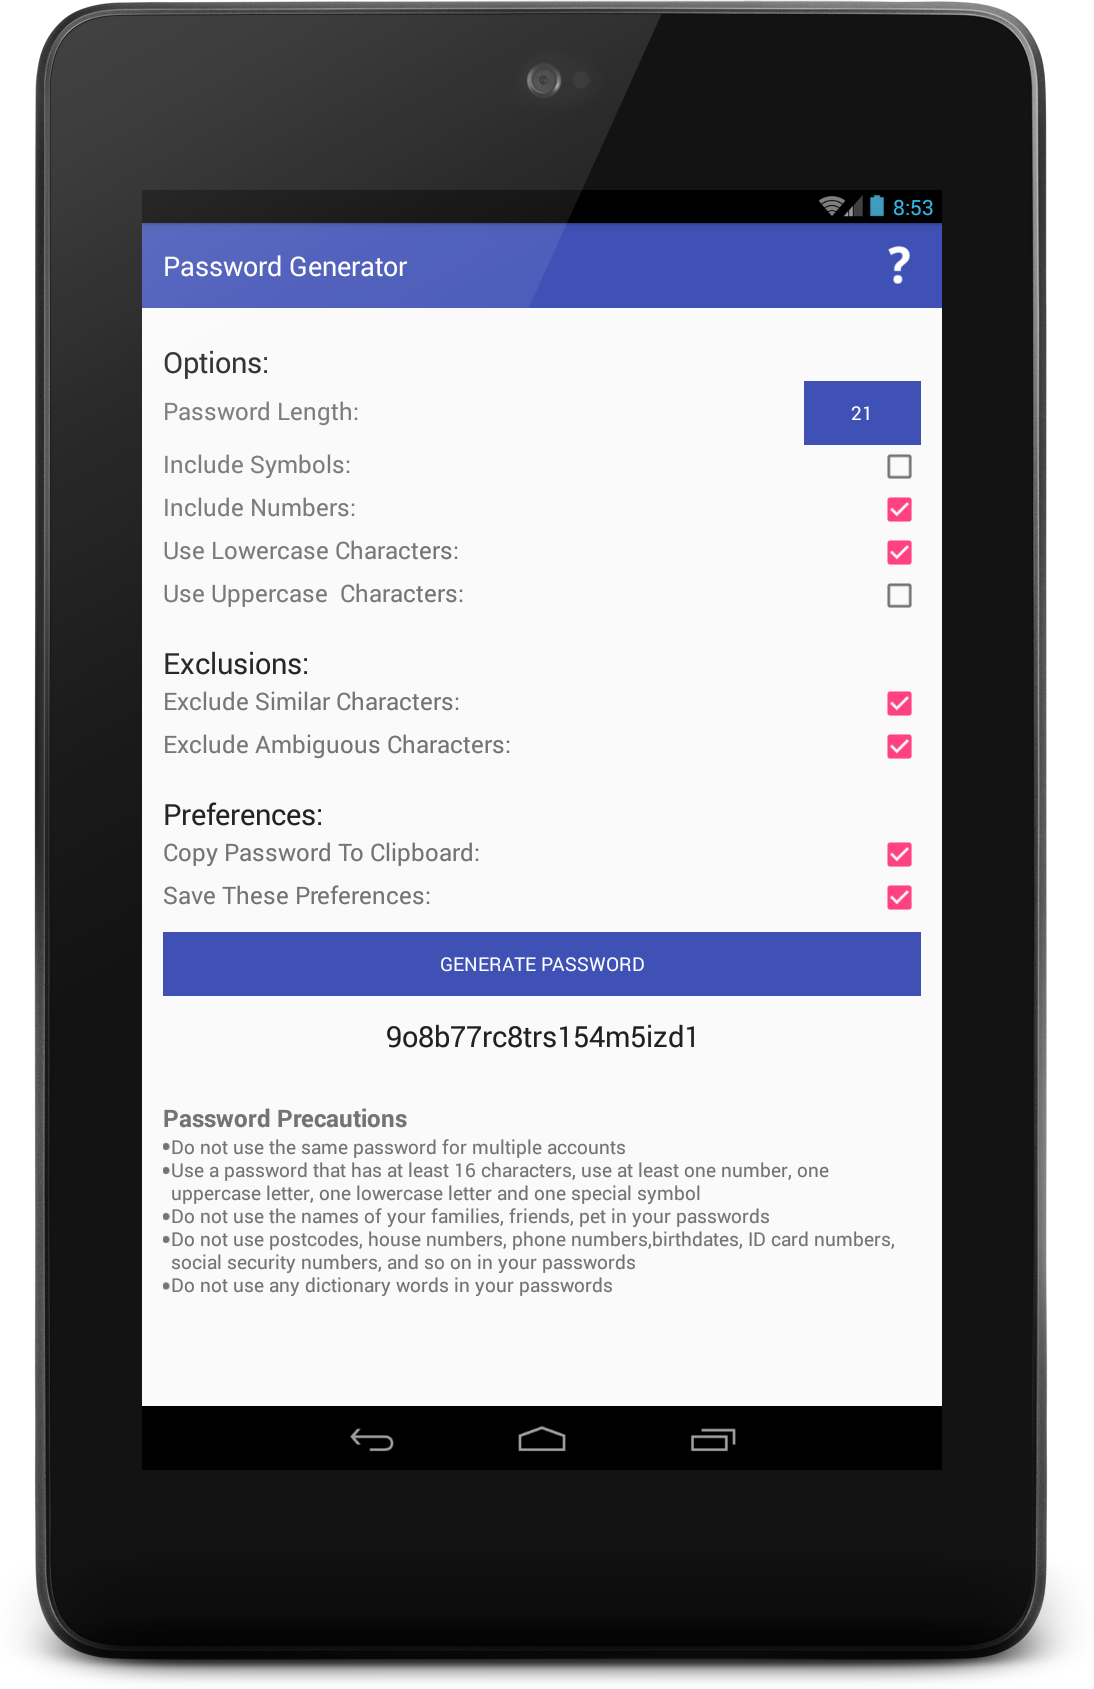 8:53
Password Generator ?
Options:
Password Length: 21
Include Symbols:
Include Numbers:
Use Lowercase Characters:
Use Uppercase  Characters:
Exclusions:
Exclude Similar Characters:
Exclude Ambiguous Characters:
Preferences:
Copy Password To Clipboard:
Save These Preferences:
GENERATE PASSWORD
9o8b77rc8trs154m5izd1
Password Precautions
•Do not use the same password for multiple accounts
•Use a password that has at least 16 characters, use at least one number, one
uppercase letter, one lowercase letter and one special symbol
•Do not use the names of your families, friends, pet in your passwords
•Do not use postcodes, house numbers, phone numbers,birthdates, ID card numbers,
social security numbers, and so on in your passwords
•Do not use any dictionary words in your passwords